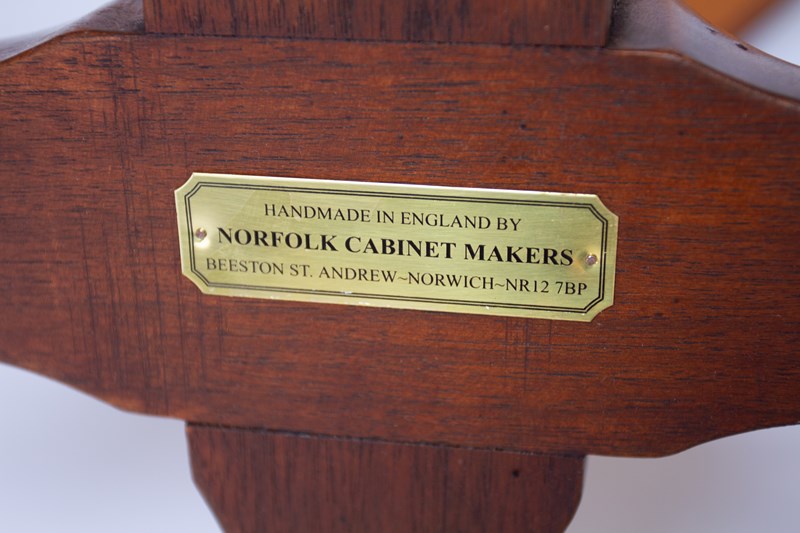 HANDMADE IN ENGLAND BY
NORFOLK CABINET MAKERS
BEESTON ST. ANDREW~NORWICH~NR12 7BP